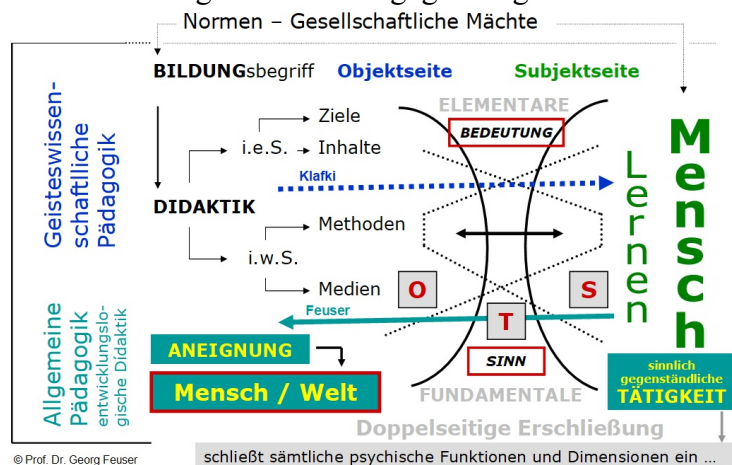 Normen – Gesellschaftliche Mächte
BILDUNGsbegriff
Objektseite
Subjektseite
Geisteswissen-
schaftliche
Pädagogik
ELEMENTARE
BEDEUTUNG
Ziele
i.e.S.
Inhalte
Klafki
DIDAKTIK
Methoden
i.w.S.
Medien
Lernen
Mensch
O
S
T
Feuser
Allgemeine
Pädagogik
entwicklungslo-
gische Didaktik
ANEIGNUNG
Mensch / Welt
SINN
FUNDAMENTALE
sinnlich
gegenständliche
TÄTIGKEIT
Doppelseitige Erschließung
© Prof. Dr. Georg Feuser
schließt sämtliche psychische Funktionen und Dimensionen ein ...